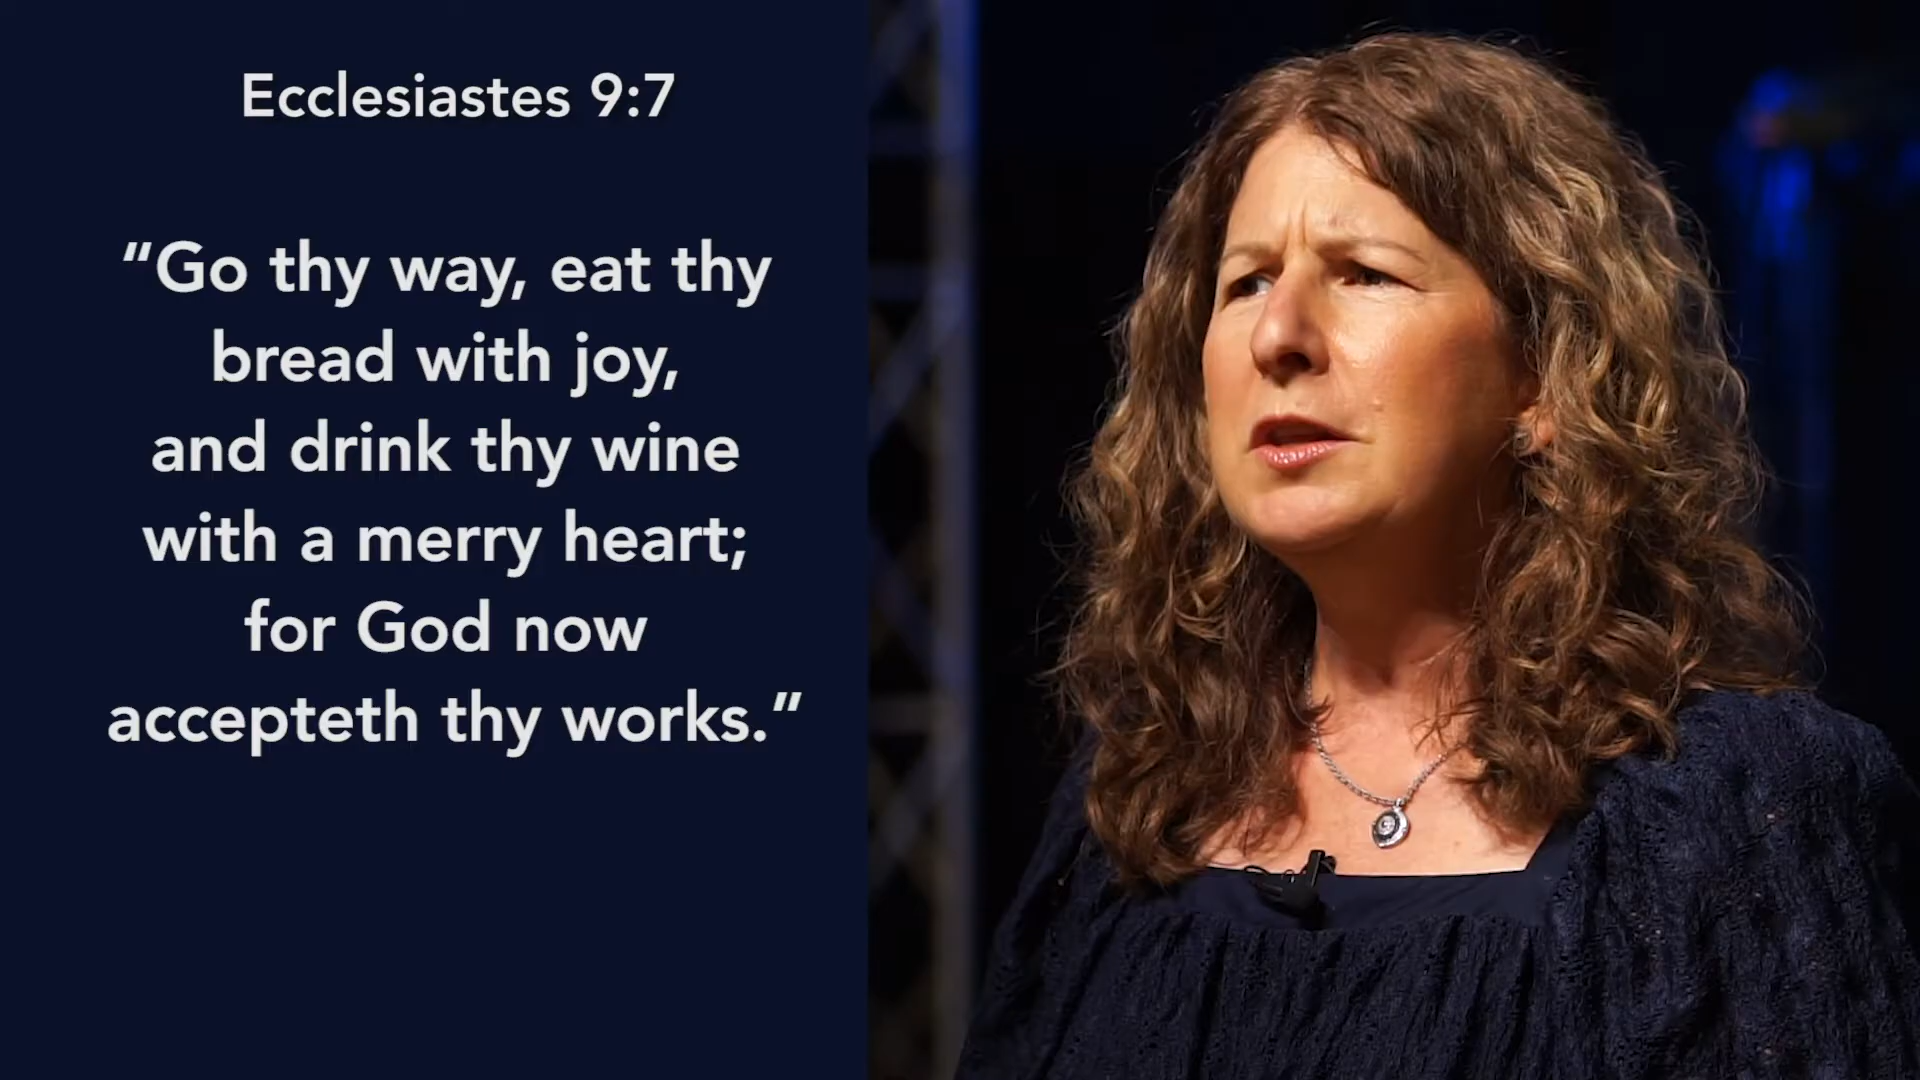 Ecclesiastes 9:7
“Go thy way, eat thy
bread with joy,
and drink thy wine
with a merry heart;
for God now
accepteth thy works.”